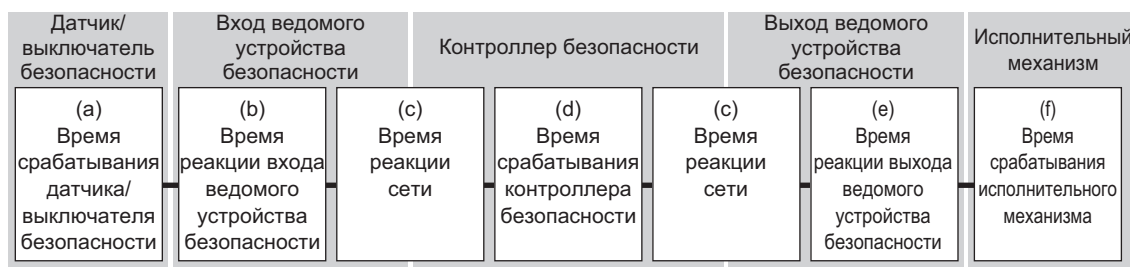 Датчик/
выключатель
безопасности
Вход ведомого
устройства
безопасности
Контроллер безопасности
Выход ведомого
устройства
безопасности
Исполнительный
механизм
(a)
Время
срабатывания
датчика/
выключателя
безопасности
(b)
Время
реакции входа
ведомого
устройства
безопасности
(c)
Время
реакции
сети
(d)
Время
срабатывания
контроллера
безопасности
(c)
Время
реакции
сети
(e)
Время
реакции выхода
ведомого
устройства
безопасности
(f)
Время
срабатывания
исполнительного
механизма